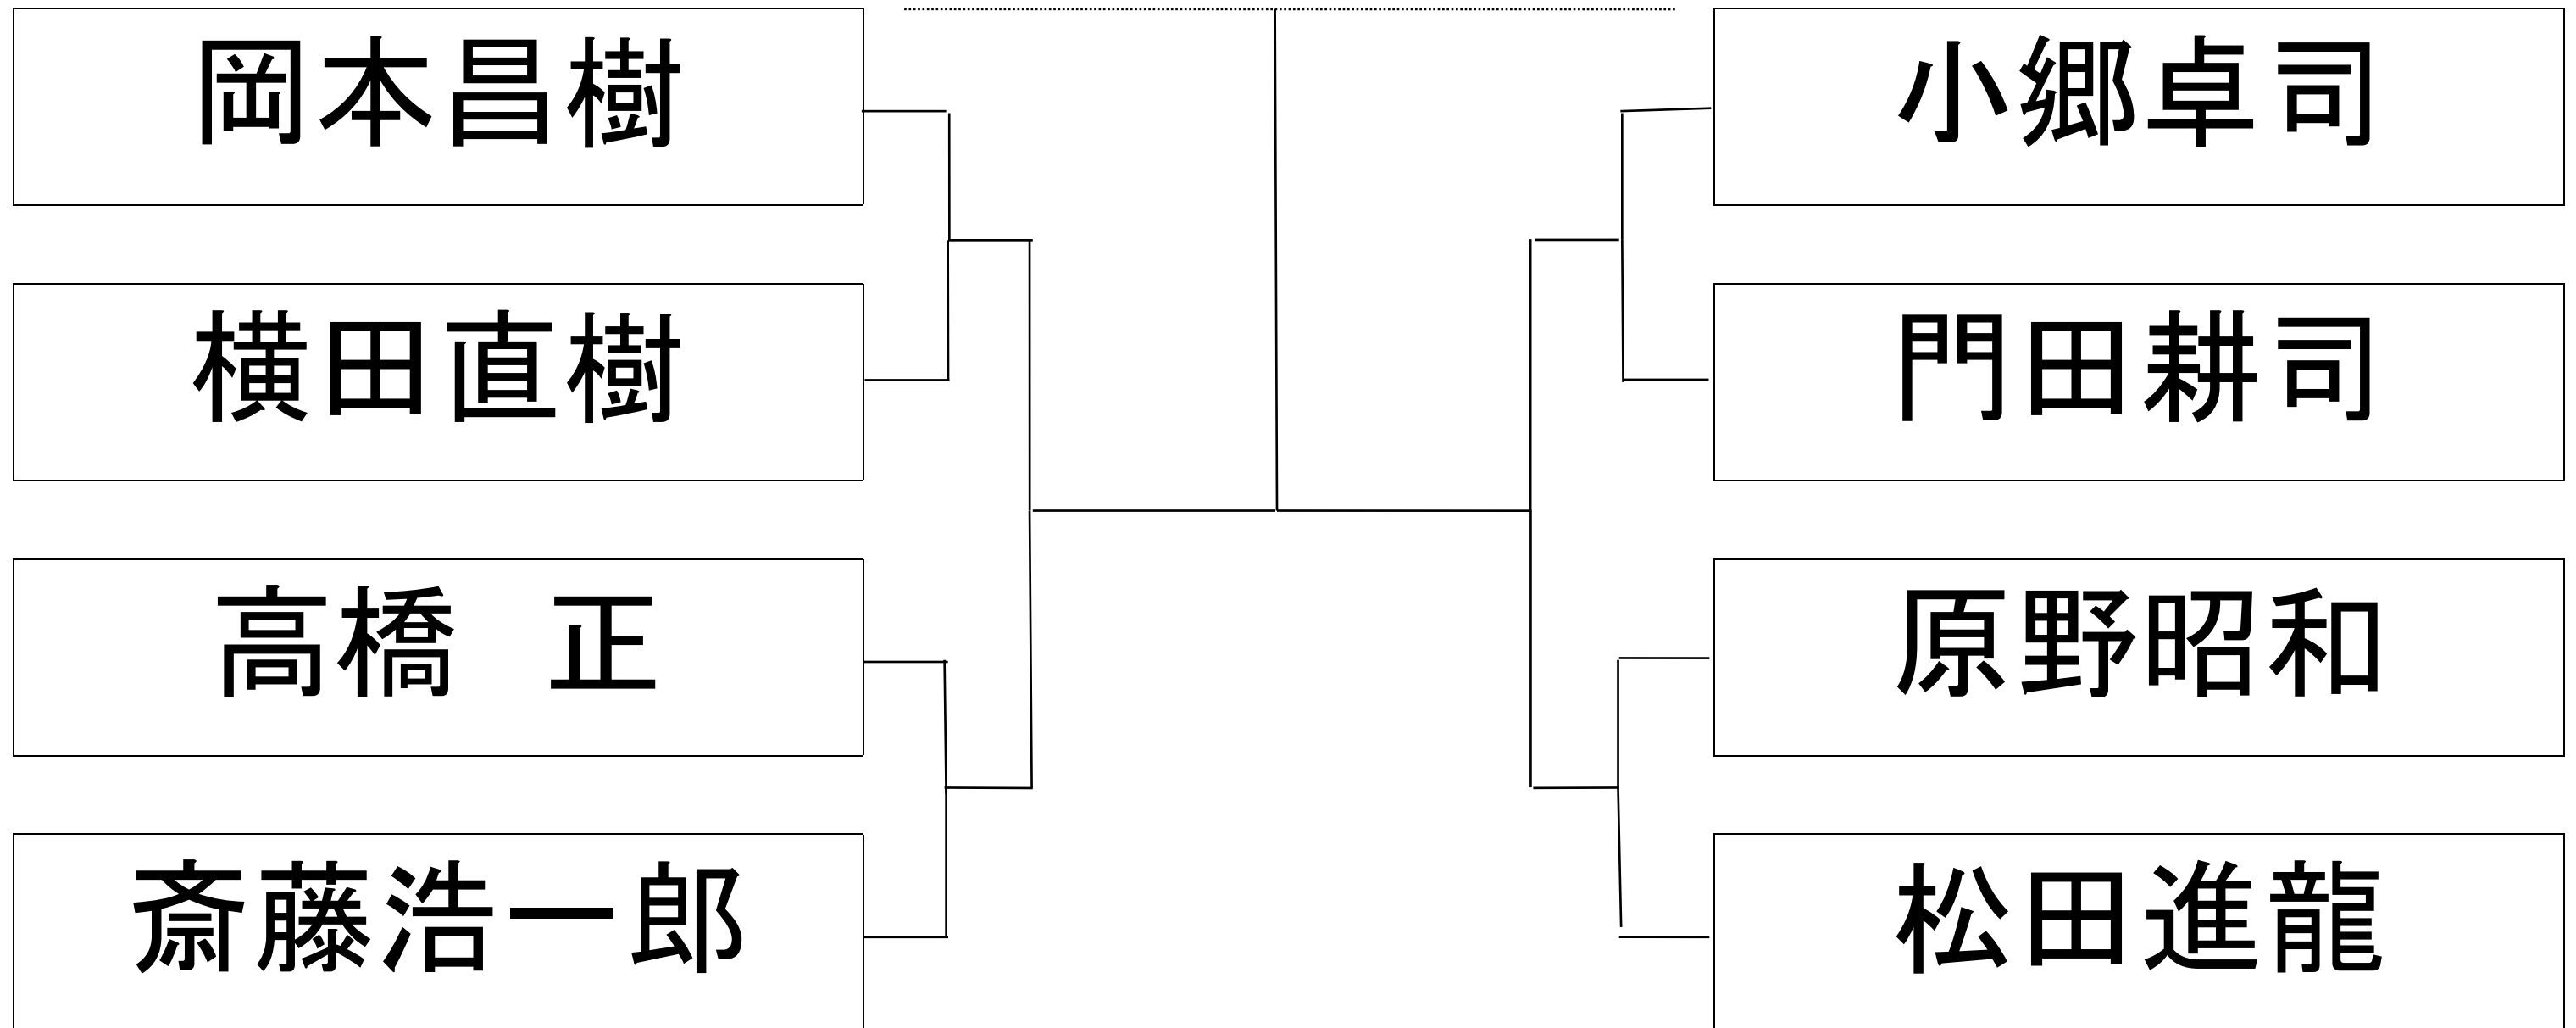 岡本昌樹
横田直樹
高橋　正
斎藤浩一郎
小郷卓司
門田耕司
原野昭和
松田進龍